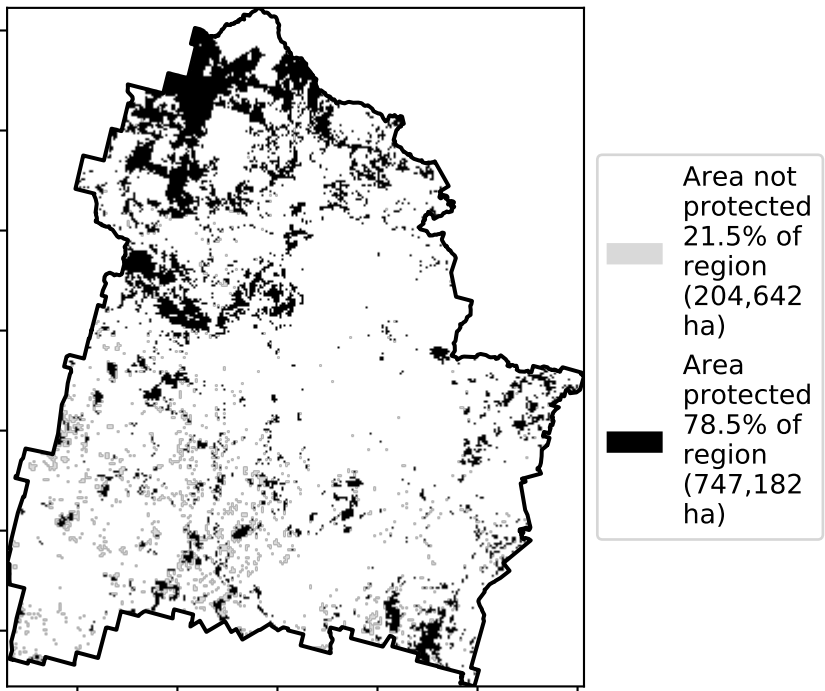 Area not
protected
21.5% of
region
(204,642
ha)
Area
protected
78.5% of
region
(747,182
ha)